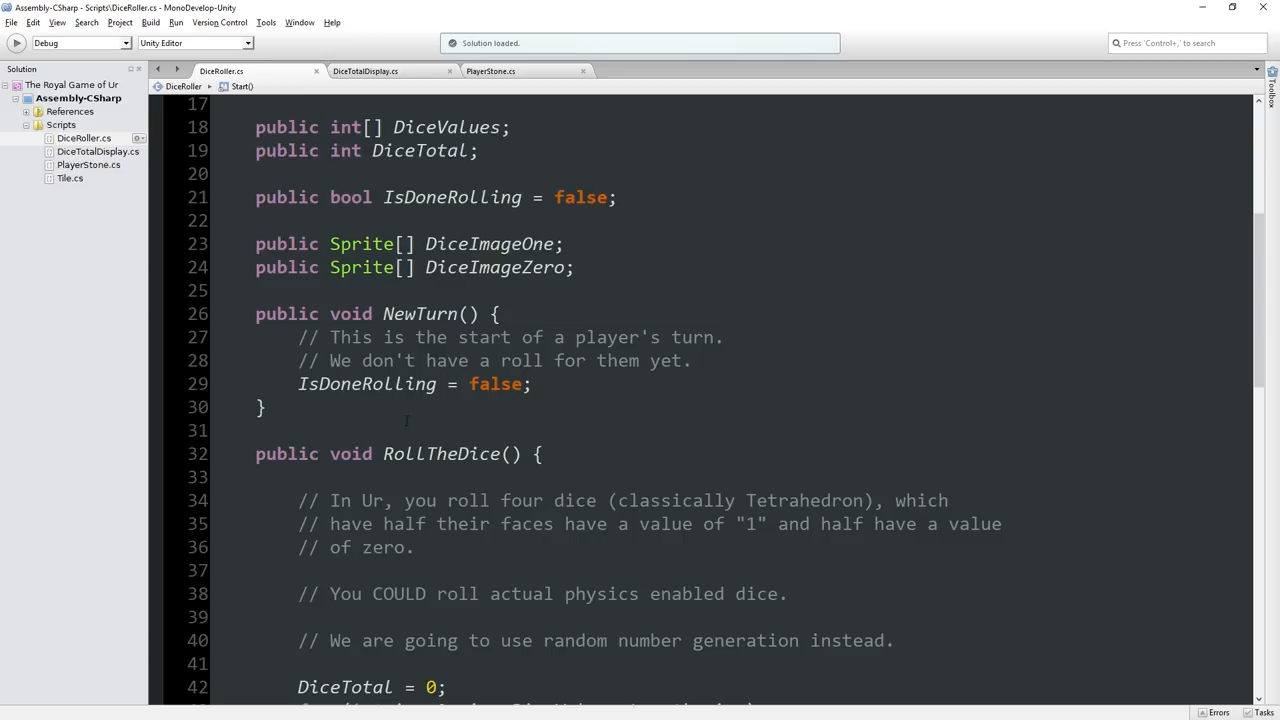 Assembly-CSharp - Scripts\DiceRoller.cs - MonoDevelop-Unity
File Edit View Search Project Build Run Version Control Tools Window Help
Debug Unity Editor Solution loaded. Press 'Control+,' to search
Solution DiceRoller.cs DiceTotalDisplay.cs PlayerStone.cs
The Royal Game of Ur DiceRoller Start()
Assembly-CSharp
References
Scripts
DiceRoller.cs
DiceTotalDisplay.cs
PlayerStone.cs
Tile.cs
Toolbox
17
18 public int[] DiceValues;
19 public int DiceTotal;
20
21 public bool IsDoneRolling = false;
22
23 public Sprite[] DiceImageOne;
24 public Sprite[] DiceImageZero;
25
26 public void NewTurn() {
27 // This is the start of a player's turn.
28 // We don't have a roll for them yet.
29 IsDoneRolling = false;
30 }
31
32 public void RollTheDice() {
33
34 // In Ur, you roll four dice (classically Tetrahedron), which
35 // have half their faces have a value of "1" and half have a value
36 // of zero.
37
38 // You COULD roll actual physics enabled dice.
39
40 // We are going to use random number generation instead.
41
42 DiceTotal = 0;
Errors Tasks